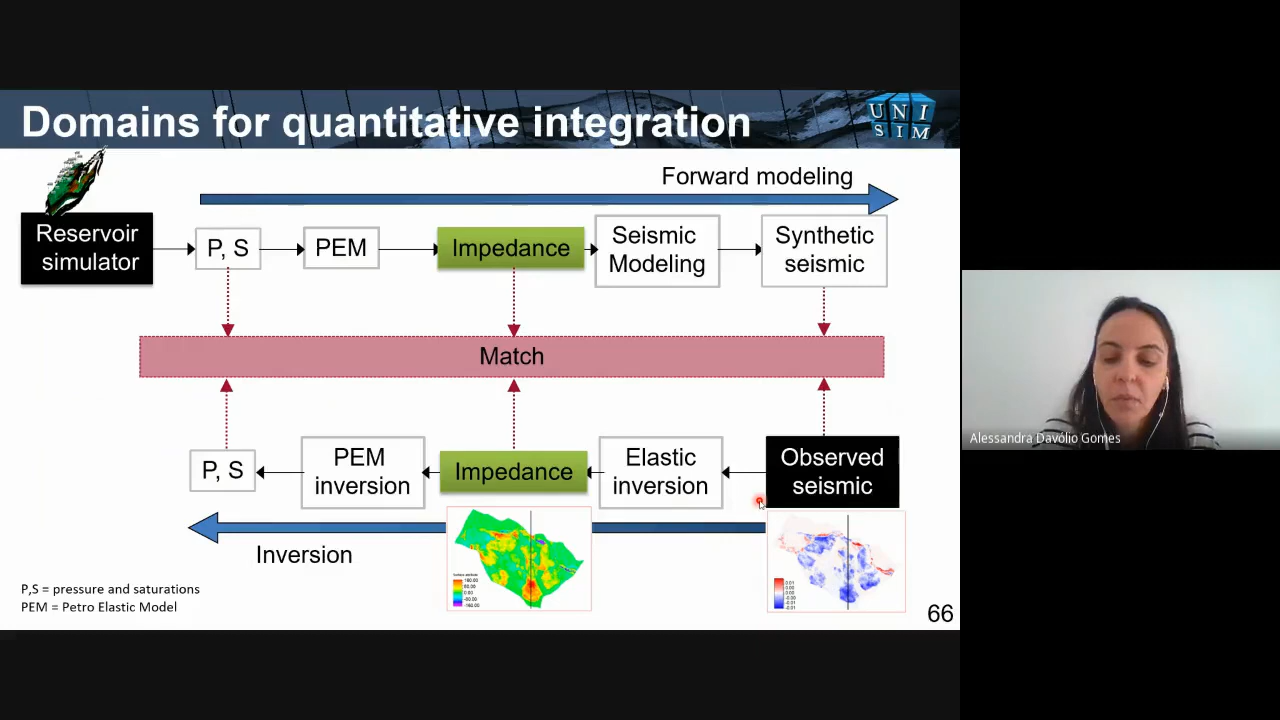 Domains for quantitative integration
UNI
SIM
Forward modeling
Reservoir
simulator
P, S
PEM
Impedance
Seismic
Modeling
Synthetic
seismic
Match
P, S
PEM
inversion
Impedance
Elastic
inversion
Observed
seismic
Inversion
P,S = pressure and saturations
PEM = Petro Elastic Model
66
Alessandra Davólio Gomes